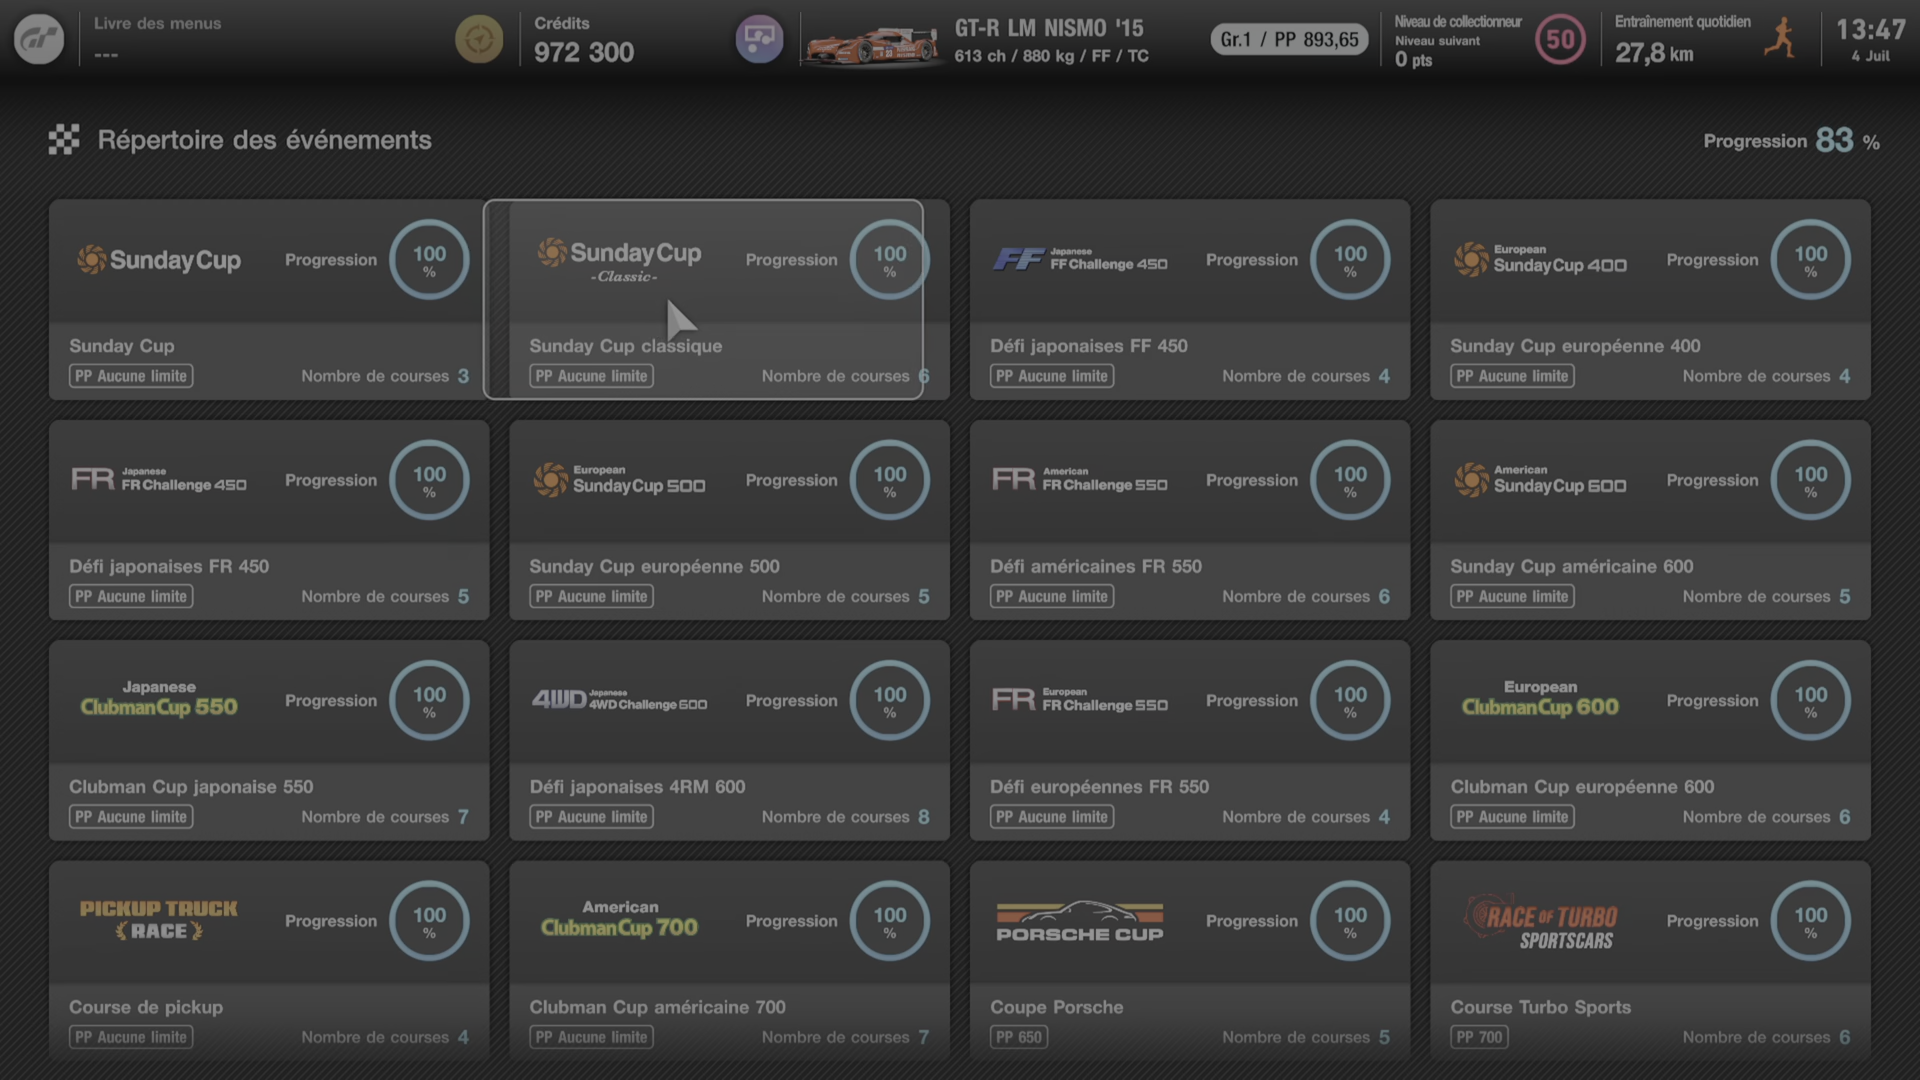 Livre des menus
---
Crédits
972 300
GT-R LM NISMO '15
613 ch / 880 kg / FF / TC
Gr.1 / PP 893,65
Niveau de collectionneur
Niveau suivant
0 pts
50
Entraînement quotidien
27,8 km
13:47
4 Juil
Répertoire des événements
Progression 83 %
Sunday Cup
Progression
100
%
Sunday Cup
PP Aucune limite
Nombre de courses 3
Sunday Cup
-Classic-
Progression
100
%
Sunday Cup classique
PP Aucune limite
Nombre de courses 6
FF Japanese
FF Challenge 450
Progression
100
%
Défi japonaises FF 450
PP Aucune limite
Nombre de courses 4
European
Sunday Cup 400
Progression
100
%
Sunday Cup européenne 400
PP Aucune limite
Nombre de courses 4
FR Japanese
FR Challenge 450
Progression
100
%
Défi japonaises FR 450
PP Aucune limite
Nombre de courses 5
European
Sunday Cup 500
Progression
100
%
Sunday Cup européenne 500
PP Aucune limite
Nombre de courses 5
FR American
FR Challenge 550
Progression
100
%
Défi américaines FR 550
PP Aucune limite
Nombre de courses 6
American
Sunday Cup 600
Progression
100
%
Sunday Cup américaine 600
PP Aucune limite
Nombre de courses 5
Japanese
Clubman Cup 550
Progression
100
%
Clubman Cup japonaise 550
PP Aucune limite
Nombre de courses 7
4WD Japanese
4WD Challenge 600
Progression
100
%
Défi japonaises 4RM 600
PP Aucune limite
Nombre de courses 8
FR European
FR Challenge 550
Progression
100
%
Défi européennes FR 550
PP Aucune limite
Nombre de courses 4
European
Clubman Cup 600
Progression
100
%
Clubman Cup européenne 600
PP Aucune limite
Nombre de courses 6
PICKUP TRUCK
RACE
Progression
100
%
Course de pickup
PP Aucune limite
Nombre de courses 4
American
Clubman Cup 700
Progression
100
%
Clubman Cup américaine 700
PP Aucune limite
Nombre de courses 7
PORSCHE CUP
Progression
100
%
Coupe Porsche
PP 650
Nombre de courses 5
RACE OF TURBO
SPORTSCARS
Progression
100
%
Course Turbo Sports
PP 700
Nombre de courses 6